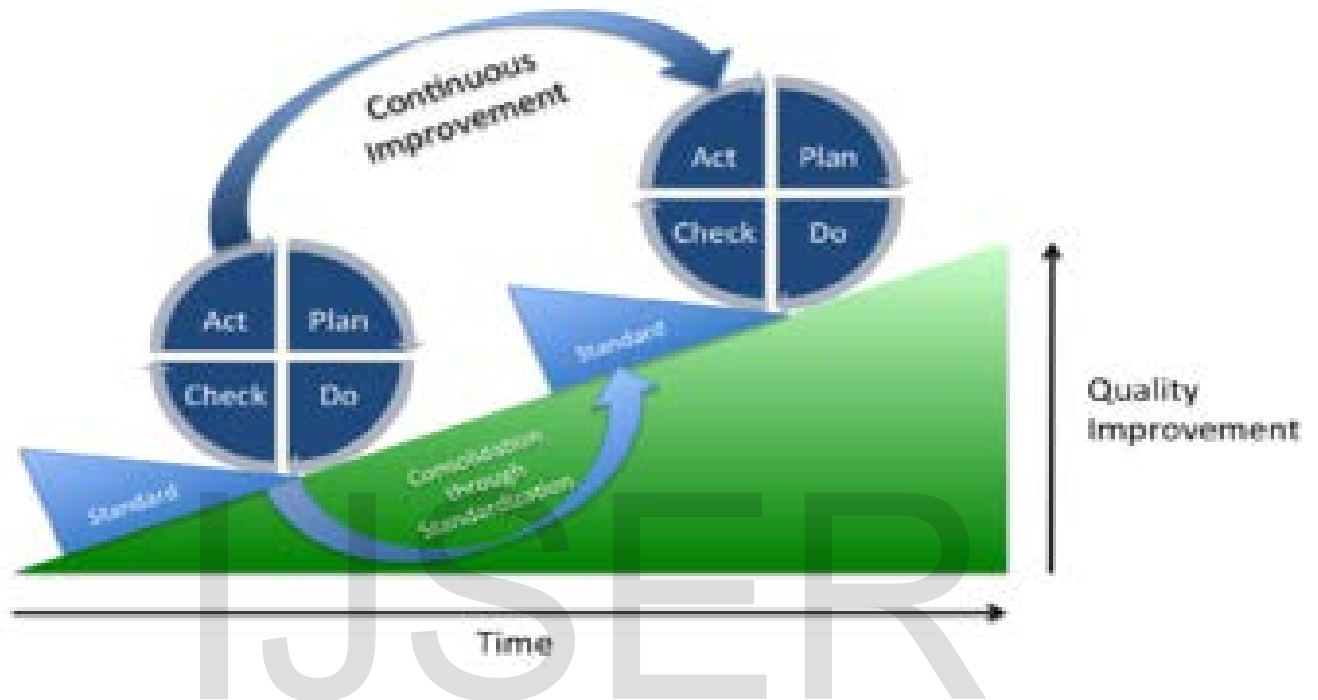 Continuous
Improvement
Act
Plan
Check
Do
Act
Plan
Check
Do
Standard
Standard
Consolidation
through
Standardization
Quality
Improvement
Time
IJSER